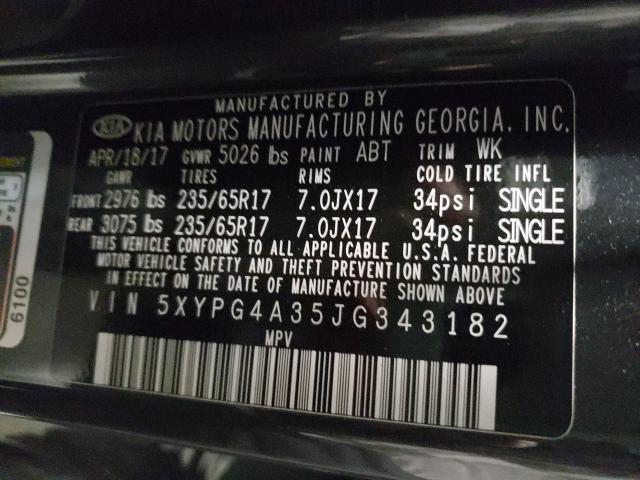 MANUFACTURED BY
KIA KIA MOTORS MANUFACTURING GEORGIA, INC.
APR/18/17 GVWR 5026 lbs PAINT ABT TRIM WK
GAWR TIRES RIMS COLD TIRE INFL
FRONT 2976 lbs 235/65R17 7.0JX17 34psi SINGLE
REAR 3075 lbs 235/65R17 7.0JX17 34psi SINGLE
THIS VEHICLE CONFORMS TO ALL APPLICABLE U.S.A. FEDERAL
MOTOR VEHICLE SAFETY AND THEFT PREVENTION STANDARDS
IN EFFECT ON THE DATE OF MANUFACTURE SHOWN ABOVE
VIN 5XYPG4A35JG343182
MPV
6100